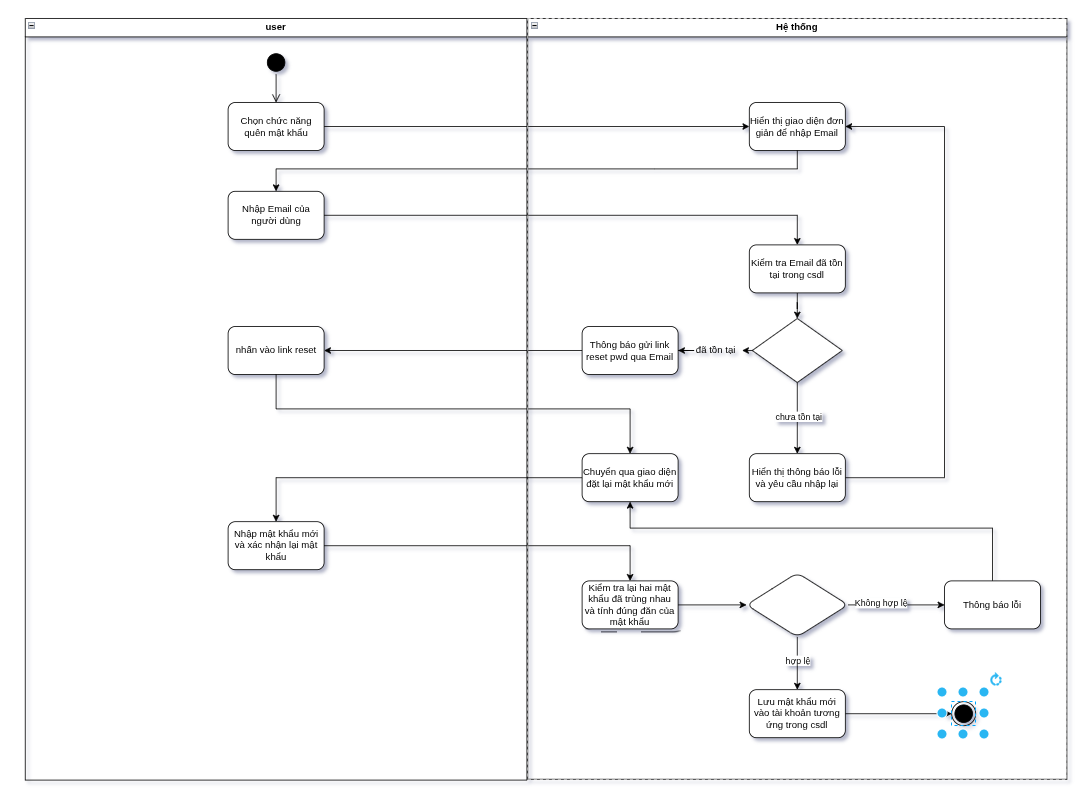 user
Hệ thống
Chọn chức năng
quên mật khẩu
Hiển thị giao diện đơn
giản để nhập Email
Nhập Email của
người dùng
Kiểm tra Email đã tồn
tại trong csdl
nhấn vào link reset
Thông báo gửi link
reset pwd qua Email
đã tồn tại
chưa tồn tại
Chuyển qua giao diện
đặt lại mật khẩu mới
Hiển thị thông báo lỗi
và yêu cầu nhập lại
Nhập mật khẩu mới
và xác nhận lại mật
khẩu
Kiểm tra lại hai mật
khẩu đã trùng nhau
và tính đúng đăn của
mật khẩu
Không hợp lệ
Thông báo lỗi
hợp lệ
Lưu mật khẩu mới
vào tài khoản tương
ứng trong csdl